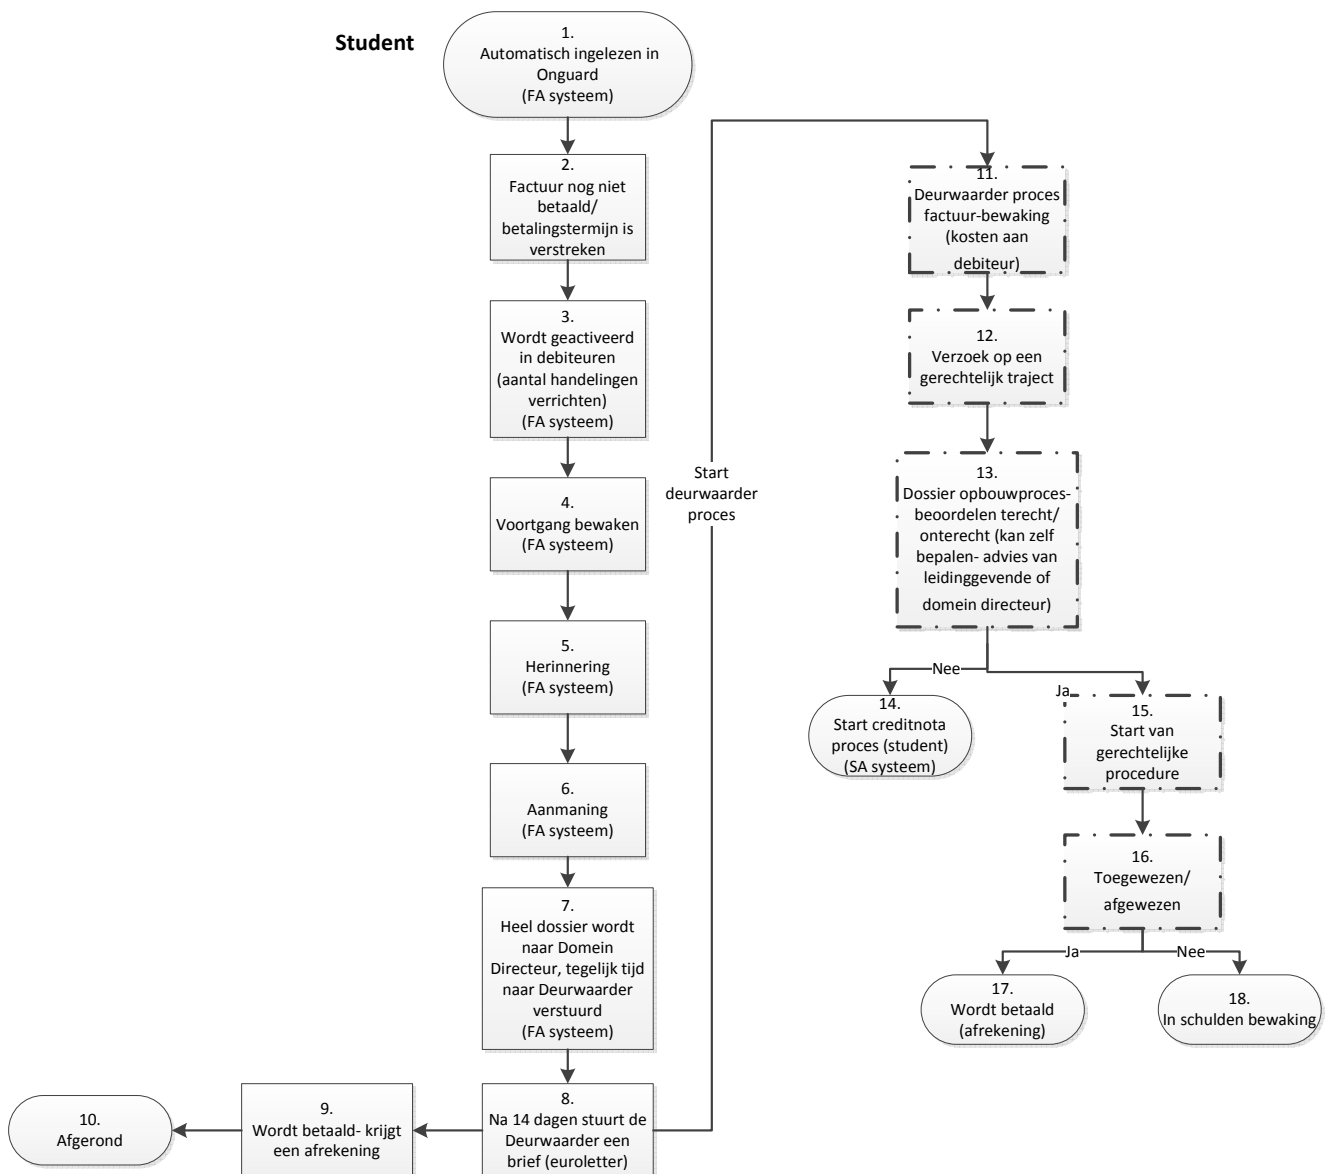 Student
1.
Automatisch ingelezen in
Onguard
(FA systeem)
2.
Factuur nog niet
betaald/
betalingstermijn is
verstreken
3.
Wordt geactiveerd
in debiteuren
(aantal handelingen
verrichten)
(FA systeem)
4.
Voortgang bewaken
(FA systeem)
5.
Herinnering
(FA systeem)
6.
Aanmaning
(FA systeem)
7.
Heel dossier wordt
naar Domein
Directeur, tegelijk tijd
naar Deurwaarder
verstuurd
(FA systeem)
8.
Na 14 dagen stuurt de
Deurwaarder een
brief (euroletter)
9.
Wordt betaald- krijgt
een afrekening
10.
Afgerond
Start
deurwaarder
proces
11.
Deurwaarder proces
factuur-bewaking
(kosten aan
debiteur)
12.
Verzoek op een
gerechtelijk traject
13.
Dossier opbouwproces-
beoordelen terecht/
onterecht (kan zelf
bepalen- advies van
leidinggevende of
domein directeur)
Nee
Ja
14.
Start creditnota
proces (student)
(SA systeem)
15.
Start van
gerechtelijke
procedure
16.
Toegewezen/
afgewezen
Ja
Nee
17.
Wordt betaald
(afrekening)
18.
In schulden bewaking